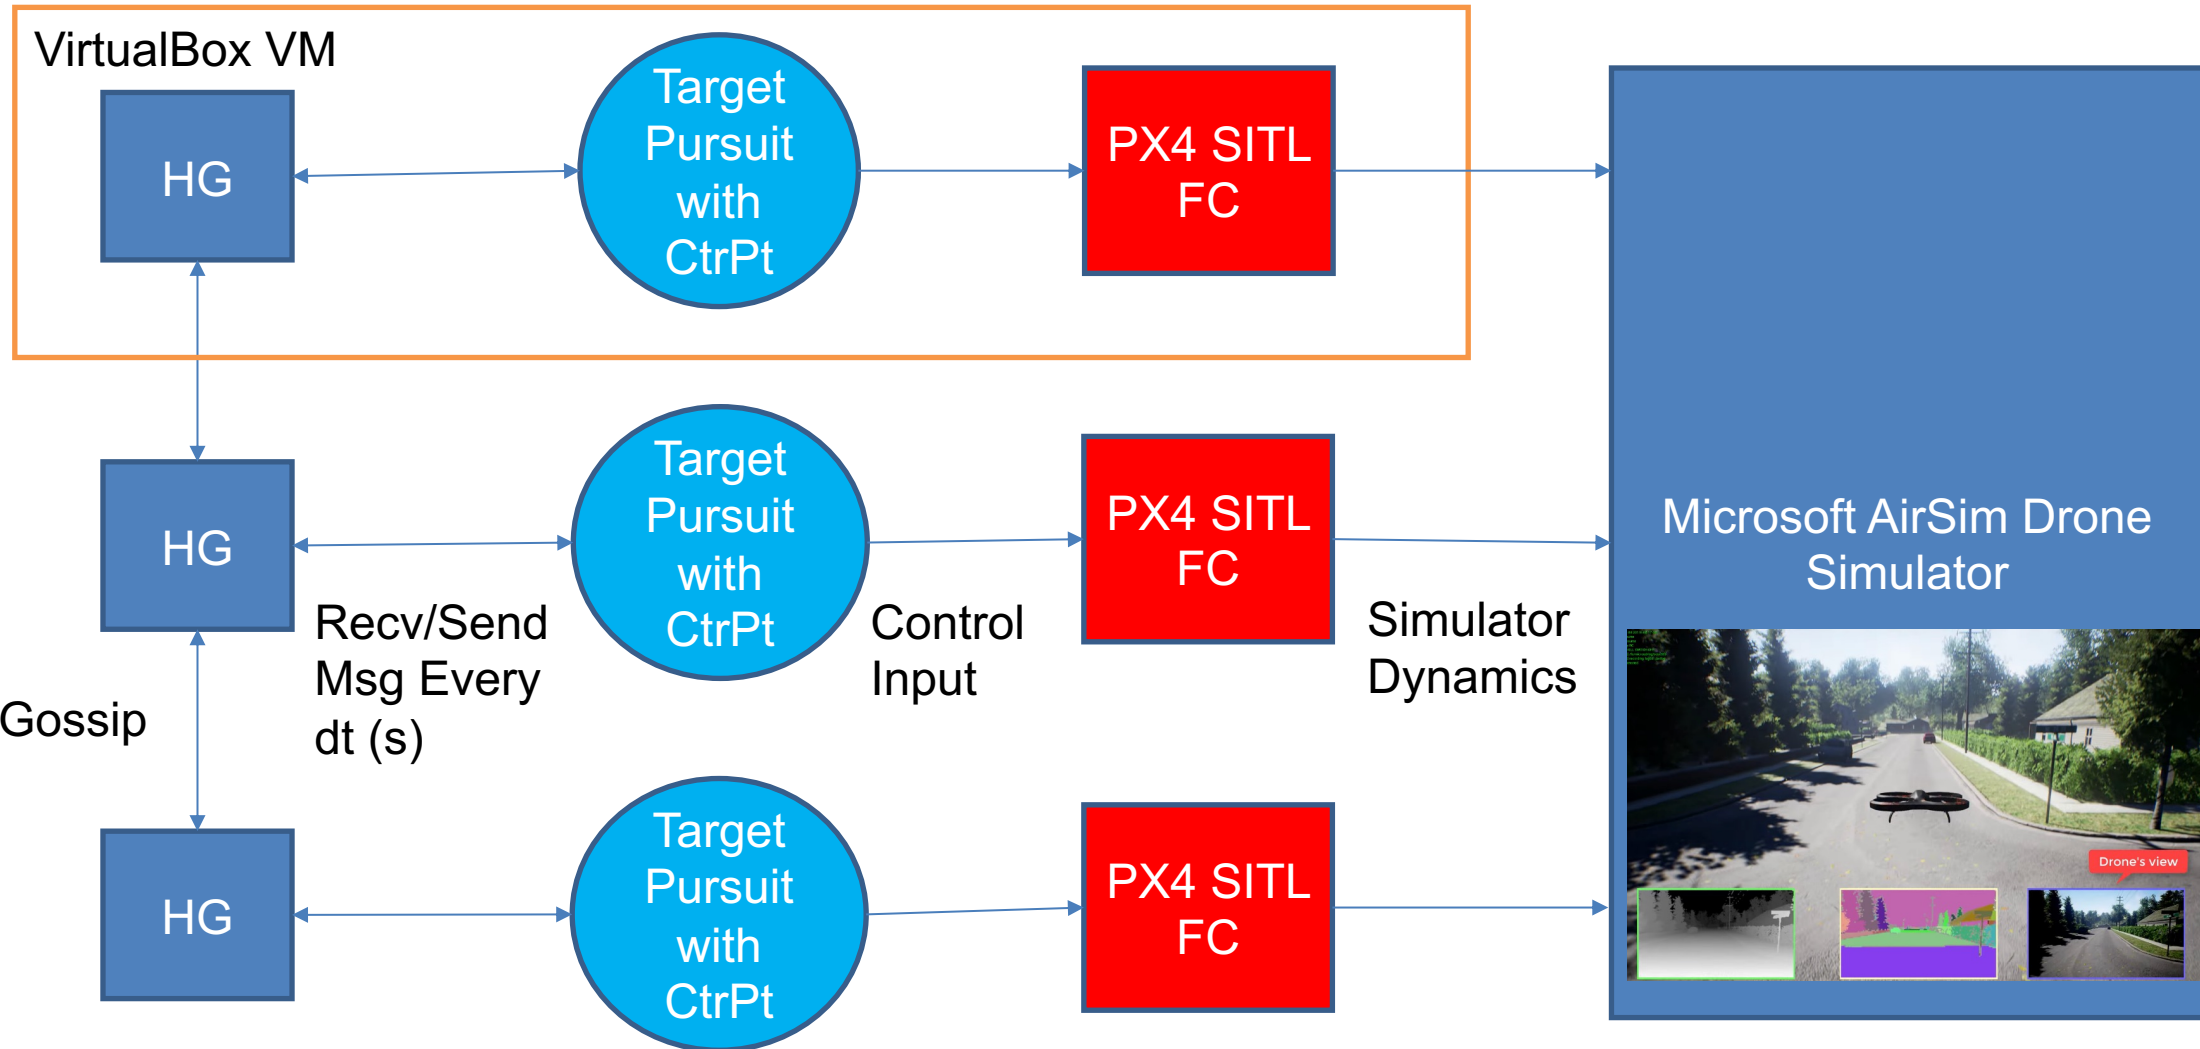 VirtualBox VM
HG
Target
Pursuit
with
CtrPt
PX4 SITL
FC
HG
Target
Pursuit
with
CtrPt
PX4 SITL
FC
Microsoft AirSim Drone
Simulator
Recv/Send
Msg Every
dt (s)
Control
Input
Simulator
Dynamics
Gossip
HG
Target
Pursuit
with
CtrPt
PX4 SITL
FC
Drone's view